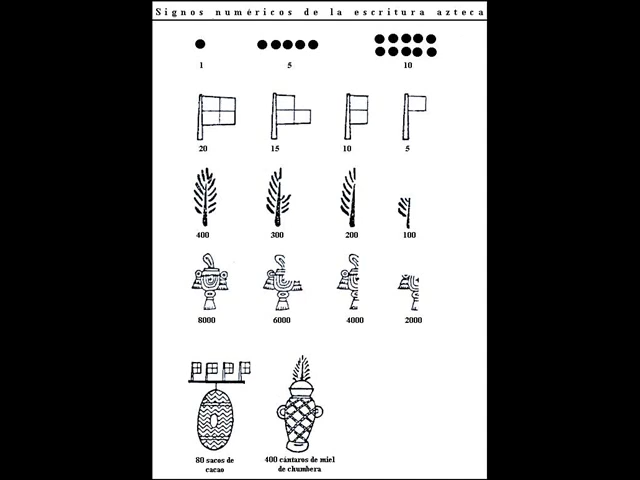 Signos numéricos de la escritura azteca
1 5 10
20 15 10 5
400 300 200 100
8000 6000 4000 2000
80 sacos de cacao
400 cántaros de miel de chumbera